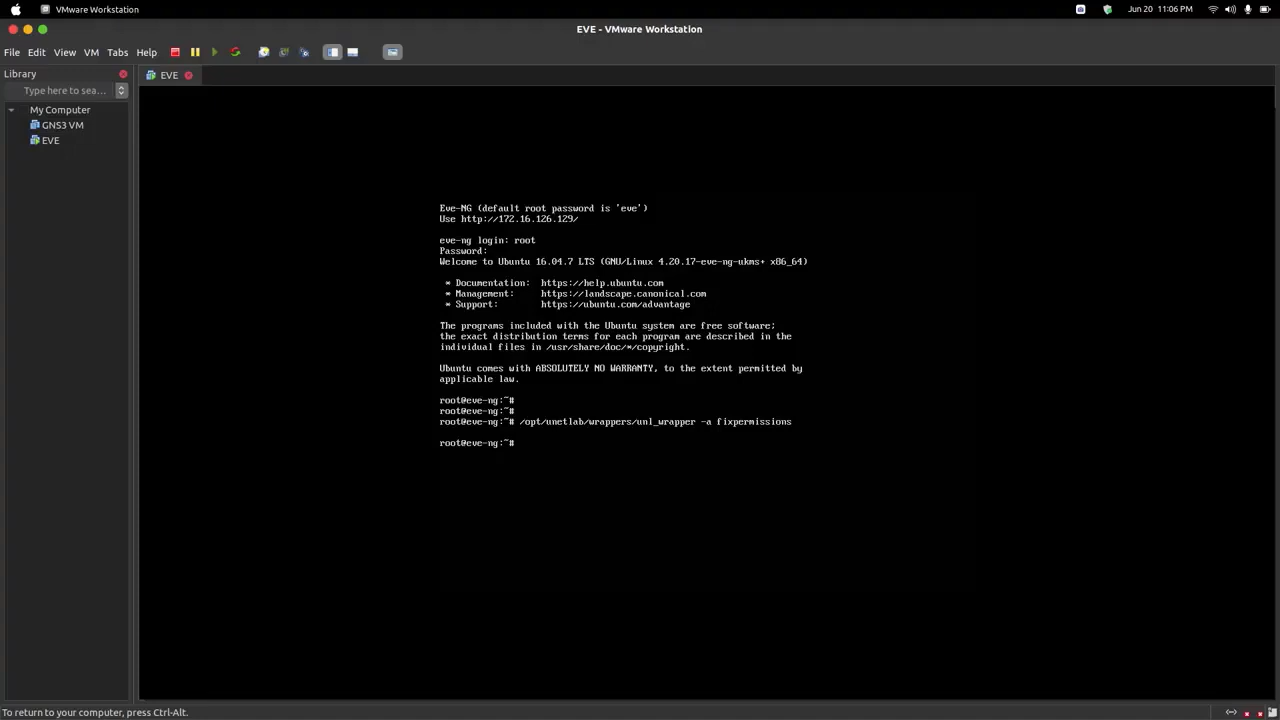 VMware Workstation
Jun 20 11:06 PM
EVE - VMware Workstation
File Edit View VM Tabs Help
Library
Type here to sea...
EVE
My Computer
GNS3 VM
EVE
Eve-NG (default root password is 'eve')
Use http://172.16.126.129/
eve-ng login: root
Password:
Welcome to Ubuntu 16.04.7 LTS (GNU/Linux 4.20.17-eve-ng-ukms+ x86_64)
* Documentation: https://help.ubuntu.com
* Management: https://landscape.canonical.com
* Support: https://ubuntu.com/advantage
The programs included with the Ubuntu system are free software;
the exact distribution terms for each program are described in the
individual files in /usr/share/doc/*/copyright.
Ubuntu comes with ABSOLUTELY NO WARRANTY, to the extent permitted by
applicable law.
root@eve-ng:~#
root@eve-ng:~#
root@eve-ng:~# /opt/unetlab/wrappers/unl_wrapper -a fixpermissions
root@eve-ng:~#
To return to your computer, press Ctrl-Alt.